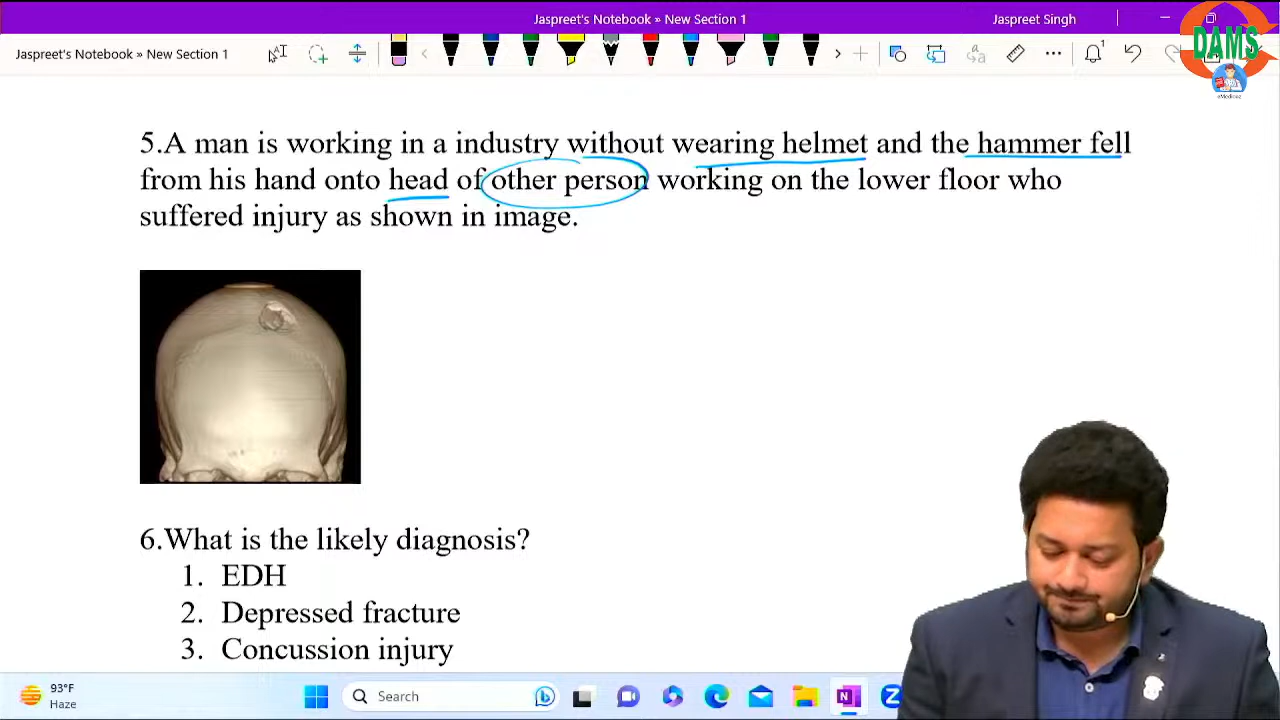 Jaspreet's Notebook » New Section 1
Jaspreet Singh
Jaspreet's Notebook » New Section 1
DAMS
eMedicoz
5.A man is working in a industry without wearing helmet and the hammer fell
from his hand onto head of other person working on the lower floor who
suffered injury as shown in image.
6.What is the likely diagnosis?
1. EDH
2. Depressed fracture
3. Concussion injury
93°F
Haze
Search